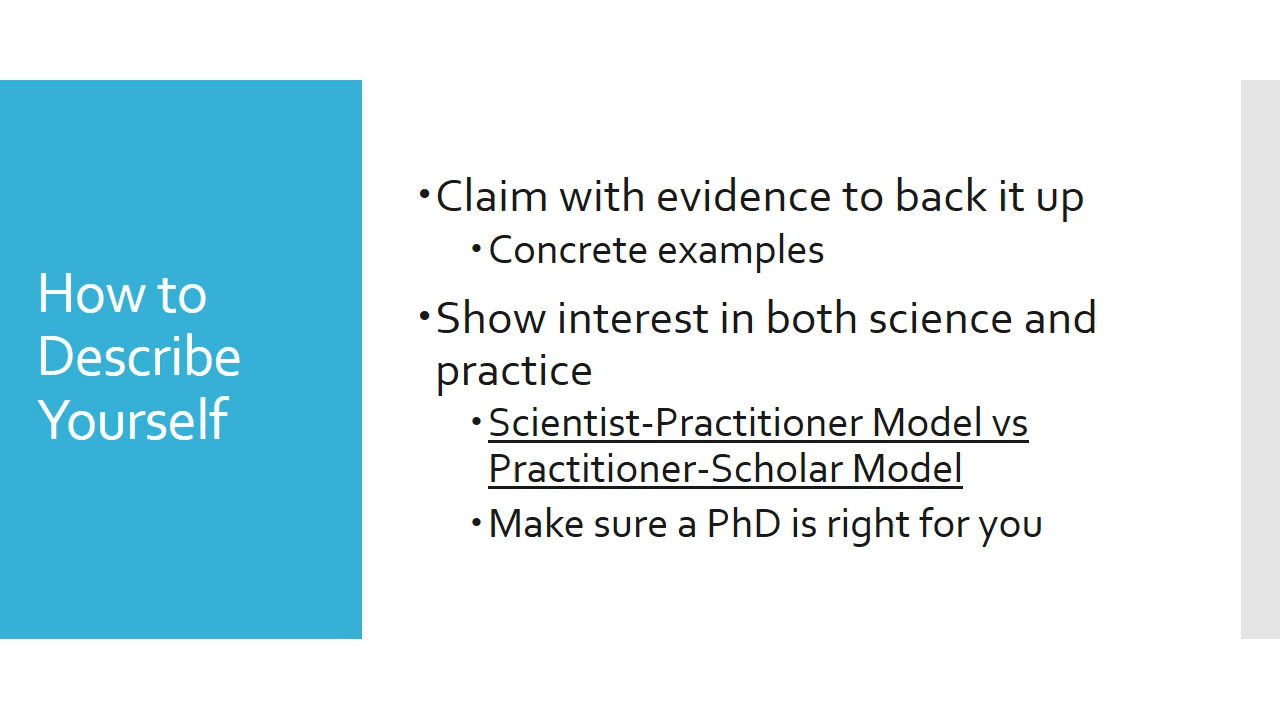 How to
Describe
Yourself
•Claim with evidence to back it up
•Concrete examples
•Show interest in both science and
practice
•Scientist-Practitioner Model vs
Practitioner-Scholar Model
•Make sure a PhD is right for you